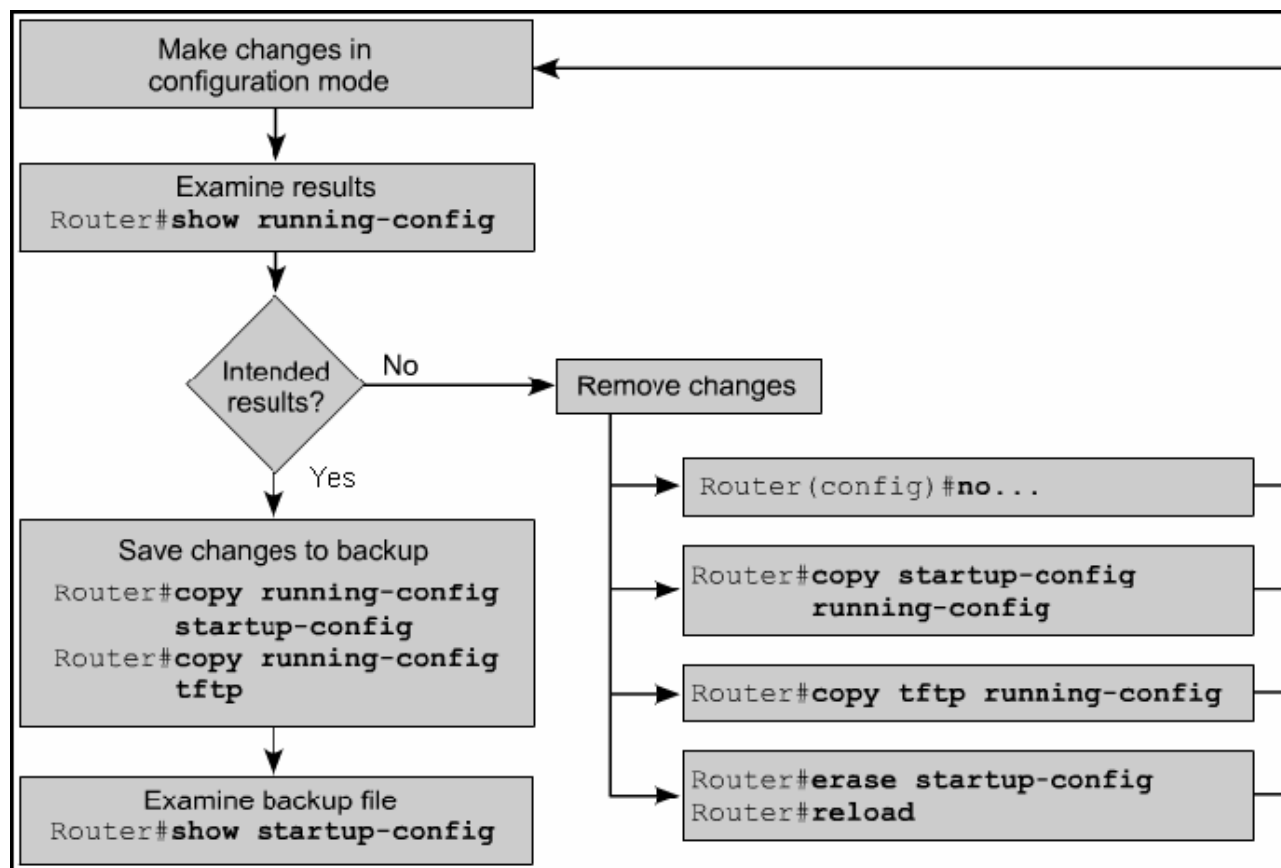 Make changes in
configuration mode
Examine results
Router#show running-config
Intended
results?
No
Yes
Remove changes
Router(config)#no...
Router#copy startup-config
running-config
Router#copy tftp running-config
Router#erase startup-config
Router#reload
Save changes to backup
Router#copy running-config
startup-config
Router#copy running-config
tftp
Examine backup file
Router#show startup-config